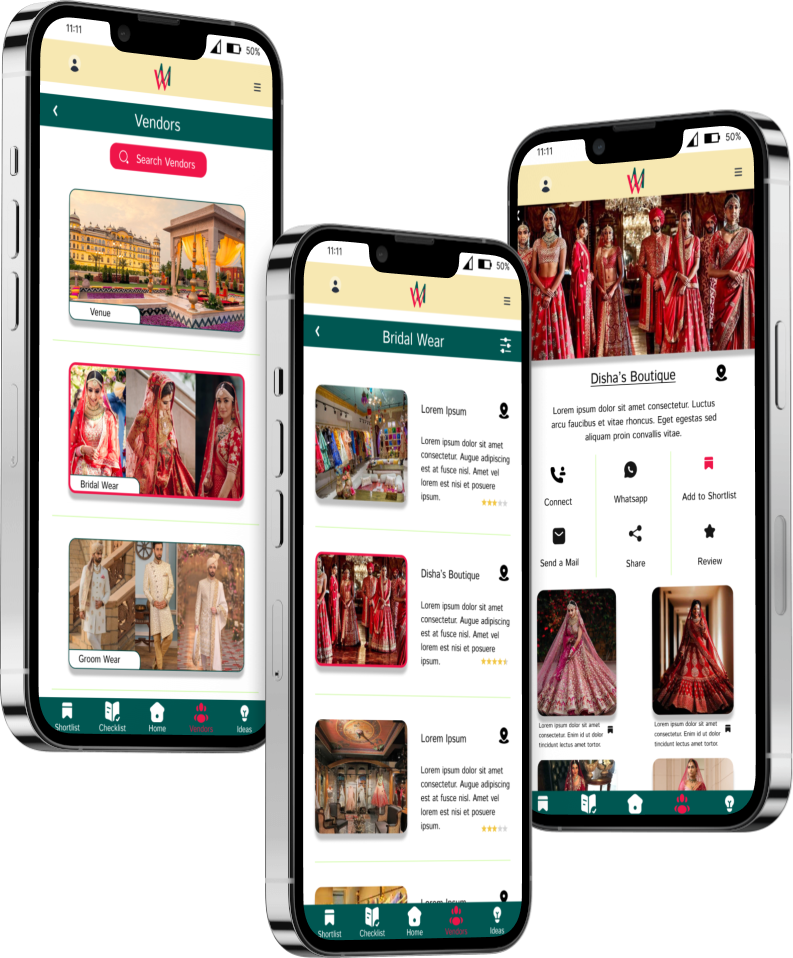 11:11
50%
Vendors
Search Vendors
Venue
Bridal Wear
Groom Wear
Shortlist
Checklist
Home
Vendors
Ideas
11:11
50%
Bridal Wear
Lorem Ipsum
Lorem ipsum dolor sit amet
consectetur. Augue adipiscing
est at fusce nisl. Amet vel
lorem est nisi et posuere
ipsum.
Disha's Boutique
Lorem ipsum dolor sit amet
consectetur. Augue adipiscing
est at fusce nisl. Amet vel
lorem est nisi et posuere
ipsum.
Lorem Ipsum
Lorem ipsum dolor sit amet
consectetur. Augue adipiscing
est at fusce nisl. Amet vel
lorem est nisi et posuere
ipsum.
Lorem Ipsum
Shortlist
Checklist
Home
Vendors
Ideas
11:11
50%
Disha's Boutique
Lorem ipsum dolor sit amet consectetur. Luctus
arcu faucibus et vitae rhoncus. Eget egestas sed
aliquam proin convallis vitae.
Connect
Whatsapp
Add to Shortlist
Send a Mail
Share
Review
Lorem ipsum dolor sit amet
consectetur. Enim id ut dolor
tincidunt lectus amet tortor.
Lorem ipsum dolor sit amet
consectetur. Enim id ut dolor
tincidunt lectus amet tortor.